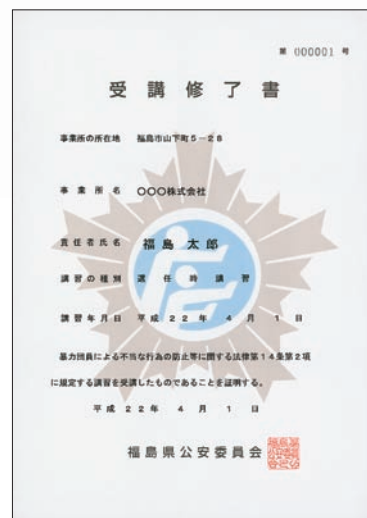 第 000001 号
受講修了書
事業所の所在地 福島市山下町5-28
事業所名 〇〇〇株式会社
責任者氏名 福島 太郎
講習の種別 選任時講習
講習年月日 平成22年 4月 1日
暴力団員による不当な行為の防止等に関する法律第14条第2項
に規定する講習を受講したものであることを証明する。
平成22年 4月 1日
福島県公安委員会